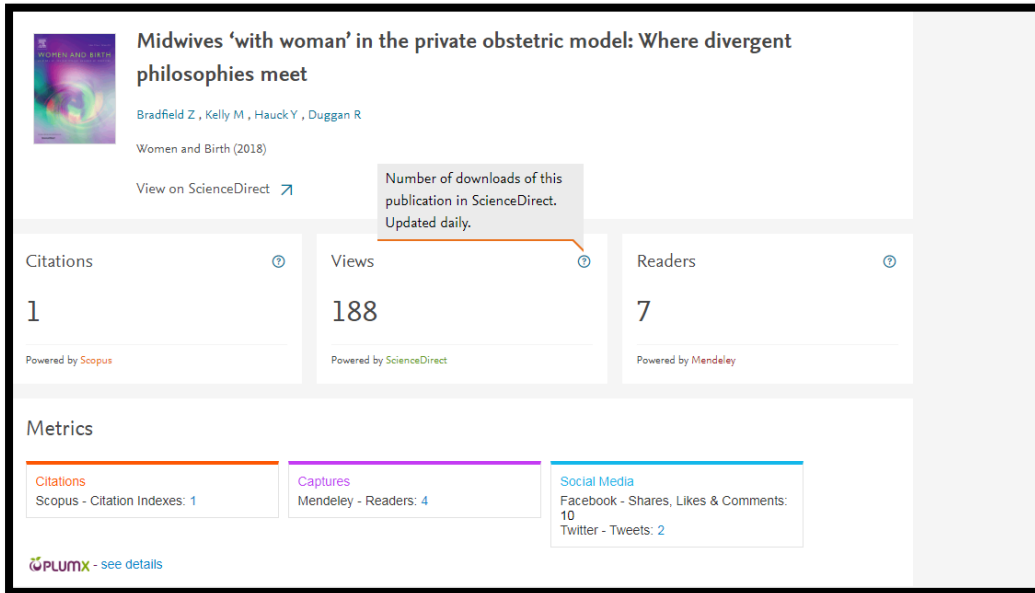 WOMEN AND BIRTH
Midwives ‘with woman’ in the private obstetric model: Where divergent
philosophies meet
Bradfield Z , Kelly M , Hauck Y , Duggan R
Women and Birth (2018)
View on ScienceDirect
Number of downloads of this
publication in ScienceDirect.
Updated daily.
Citations
1
Powered by Scopus
Views
188
Powered by ScienceDirect
Readers
7
Powered by Mendeley
Metrics
Citations
Scopus - Citation Indexes: 1
Captures
Mendeley - Readers: 4
Social Media
Facebook - Shares, Likes & Comments:
10
Twitter - Tweets: 2
PLUMX - see details